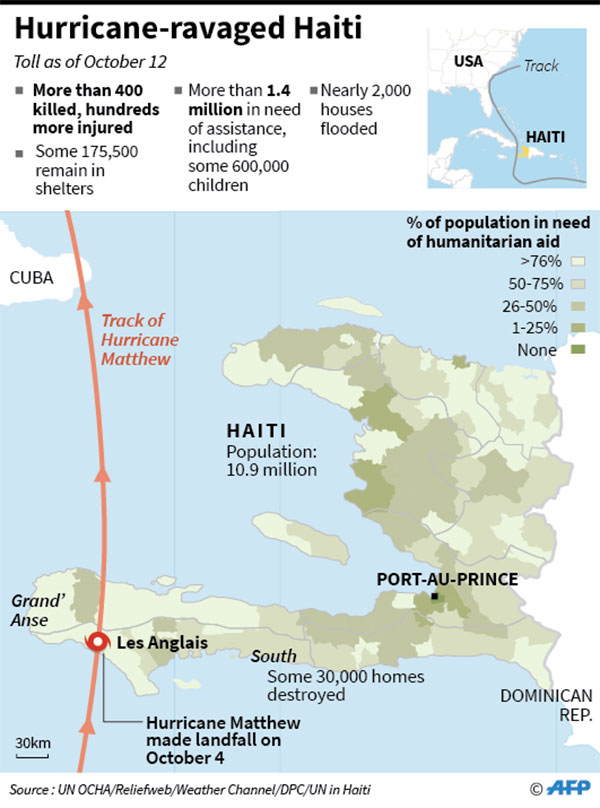 Hurricane-ravaged Haiti
Toll as of October 12
More than 400
killed, hundreds
more injured
Some 175,500
remain in
shelters
More than 1.4
million in need
of assistance,
including
some 600,000
children
Nearly 2,000
houses
flooded
USA
Track
HAITI
% of population in need
of humanitarian aid
>76%
50-75%
26-50%
1-25%
None
CUBA
Track of
Hurricane
Matthew
HAITI
Population:
10.9 million
PORT-AU-PRINCE
Grand'
Anse
Les Anglais
South
Some 30,000 homes
destroyed
DOMINICAN
REP.
Hurricane Matthew
made landfall on
October 4
30km
Source : UN OCHA/Reliefweb/Weather Channel/DPC/UN in Haiti
© AFP